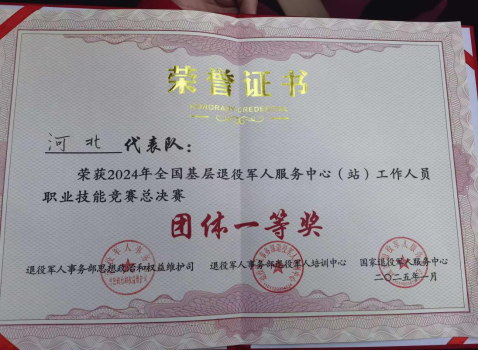 荣誉证书
HONORARY CREDENTIAL
河北代表队：
荣获2024年全国基层退役军人服务中心（站）工作人员
职业技能竞赛总决赛
团体一等奖
退役军人事务部思想政治和权益维护司 退役军人事务部退役军人培训中心 国家退役军人服务中心
二〇二五年一月